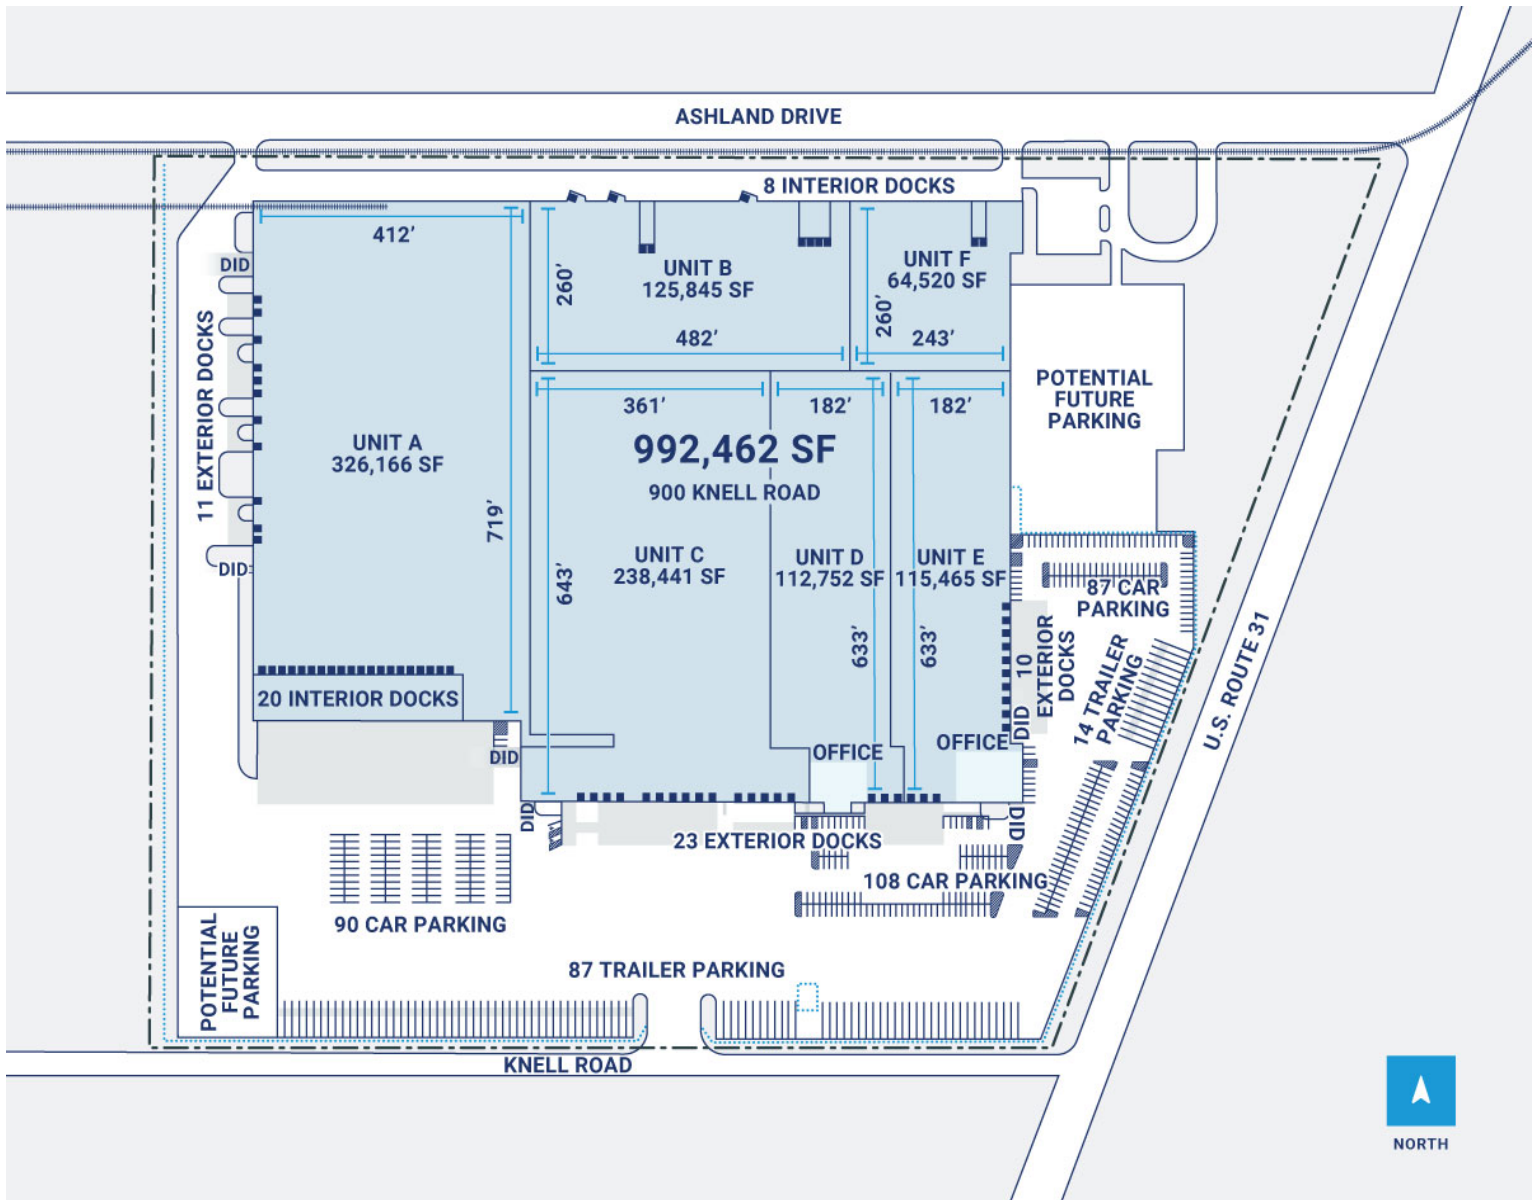 ASHLAND DRIVE
8 INTERIOR DOCKS
412’
DID
11 EXTERIOR DOCKS
DID
UNIT A
326,166 SF
719’
20 INTERIOR DOCKS
260’
UNIT B
125,845 SF
482’
UNIT F
64,520 SF
260’
243’
361’
182’
182’
992,462 SF
900 KNELL ROAD
643’
UNIT C
238,441 SF
UNIT D
112,752 SF
633’
UNIT E
115,465 SF
633’
POTENTIAL
FUTURE
PARKING
87 CAR
PARKING
10
EXTERIOR
DOCKS
DID
14 TRAILER
PARKING
U.S. ROUTE 31
OFFICE
OFFICE
DID
DID
DID
23 EXTERIOR DOCKS
108 CAR PARKING
90 CAR PARKING
POTENTIAL
FUTURE
PARKING
87 TRAILER PARKING
KNELL ROAD
NORTH